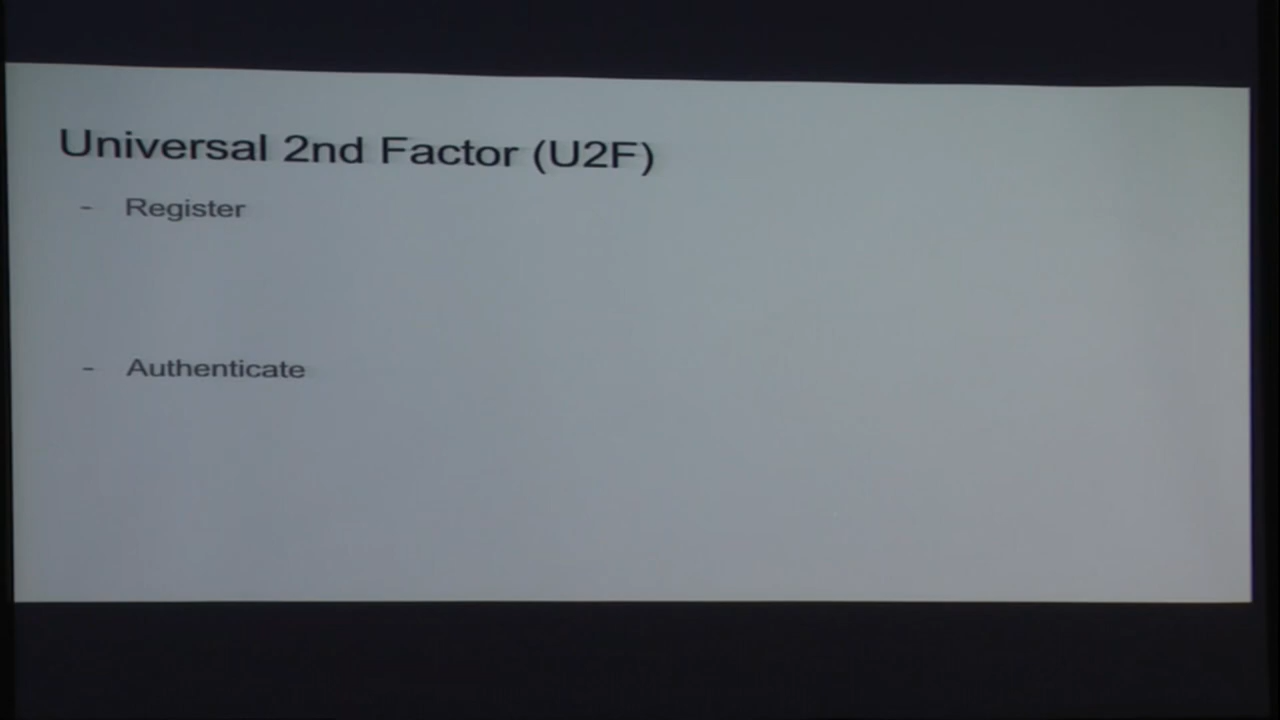 Universal 2nd Factor (U2F)
- Register
- Authenticate